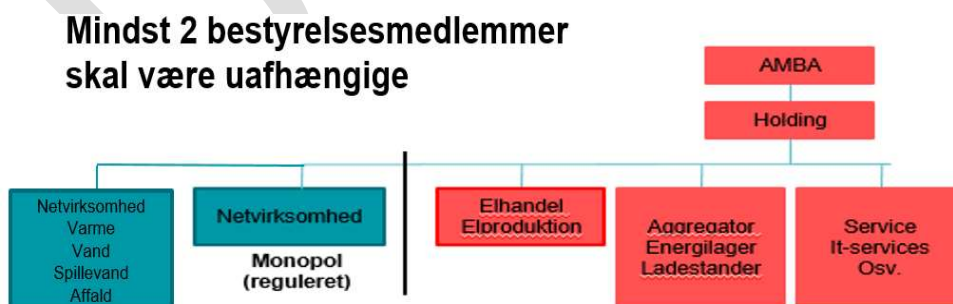 Mindst 2 bestyrelsesmedlemmer
skal være uafhængige
AMBA
Holding
Netvirksomhed
Varme
Vand
Spillevand
Affald
Netvirksomhed
Monopol
(reguleret)
Elhandel
Elproduktion
Aggregator
Energilager
Ladestander
Service
It-services
Osv.